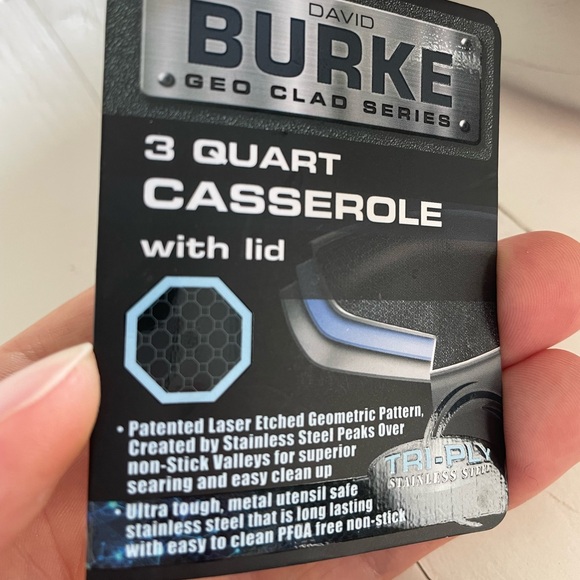 DAVID
BURKE
GEO CLAD SERIES
3 QUART
CASSEROLE
with lid
• Patented Laser Etched Geometric Pattern,
Created by Stainless Steel Peaks Over
non-Stick Valleys for superior
searing and easy clean up
TRI-PLY
STAINLESS STEEL
• Ultra tough, metal utensil safe
stainless steel that is long lasting
with easy to clean PFOA free non-stick